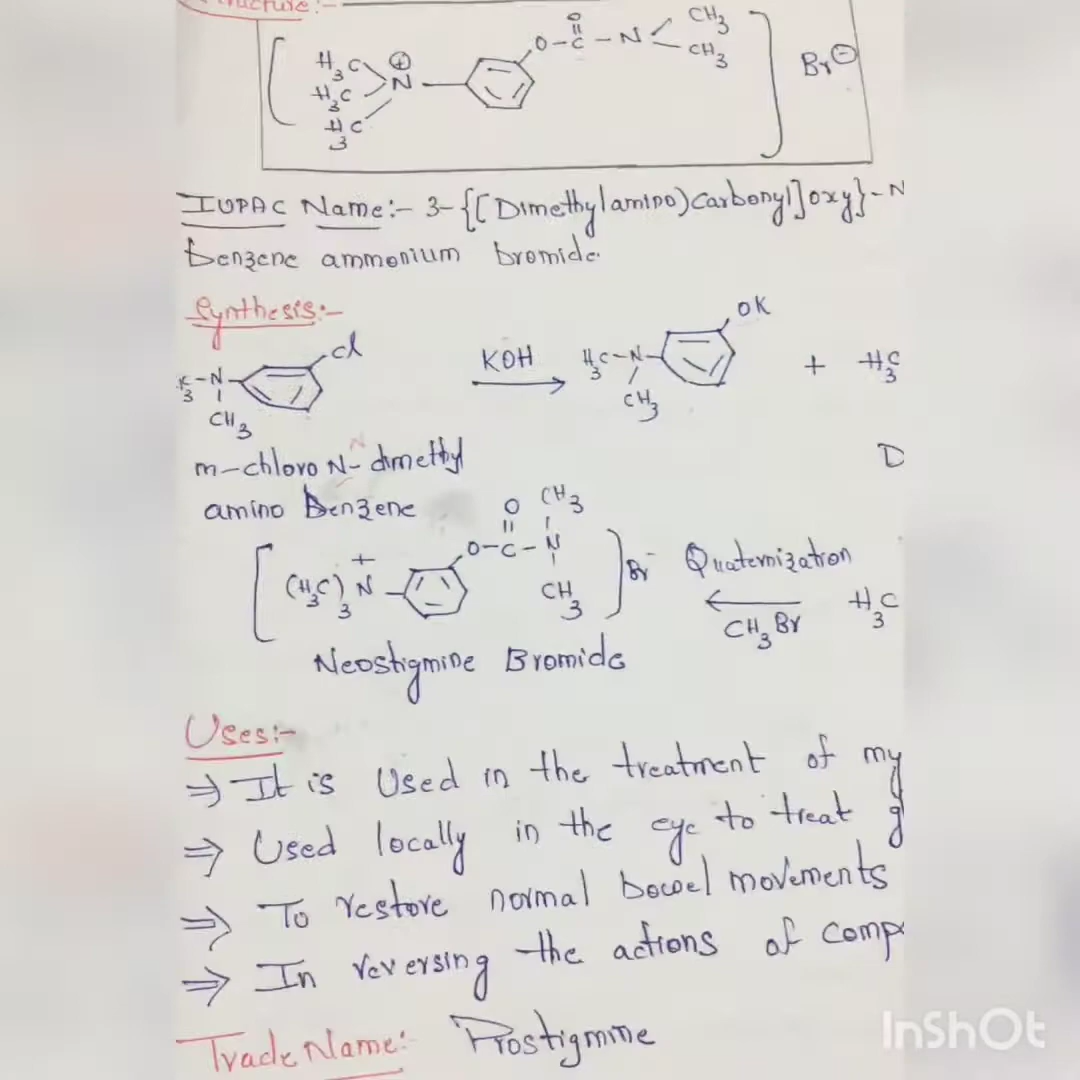 ructure :-
O
||
O-C-N
CH3
CH3
H3C
H3C
H3C
⊕
N
Br⊖
IUPAC Name:- 3-{[Dimethylamino)carbonyl]oxy}-N
benzene ammonium bromide.
Synthesis:-
Cl
-N-
CH3
KOH
H3C-N-
CH3
OK
+ H3C
D
m-chloro N- dimethyl
N
amino Benzene
O CH3
|| |
O-C-N
CH3
+
(H3C)3 N
Br-
Quaternization
CH3Br
H3C
Neostigmine Bromide
Uses:-
⇒ It is Used in the treatment of my
⇒ Used locally in the eye to treat g
⇒ To restore normal bowel movements
⇒ In reversing the actions of comp
Trade Name:- Prostigmine
InShOt